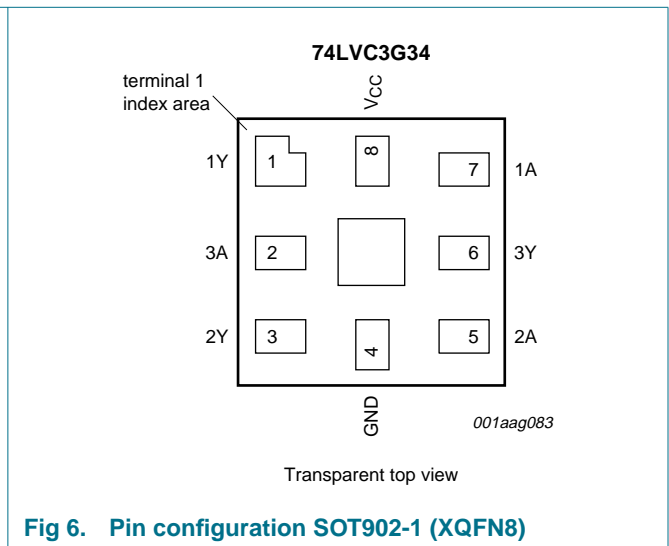 74LVC3G34
terminal 1
index area
VCC
1Y 1 8 7 1A
3A 2 6 3Y
2Y 3 4 5 2A
GND
001aag083
Transparent top view
Fig 6. Pin configuration SOT902-1 (XQFN8)